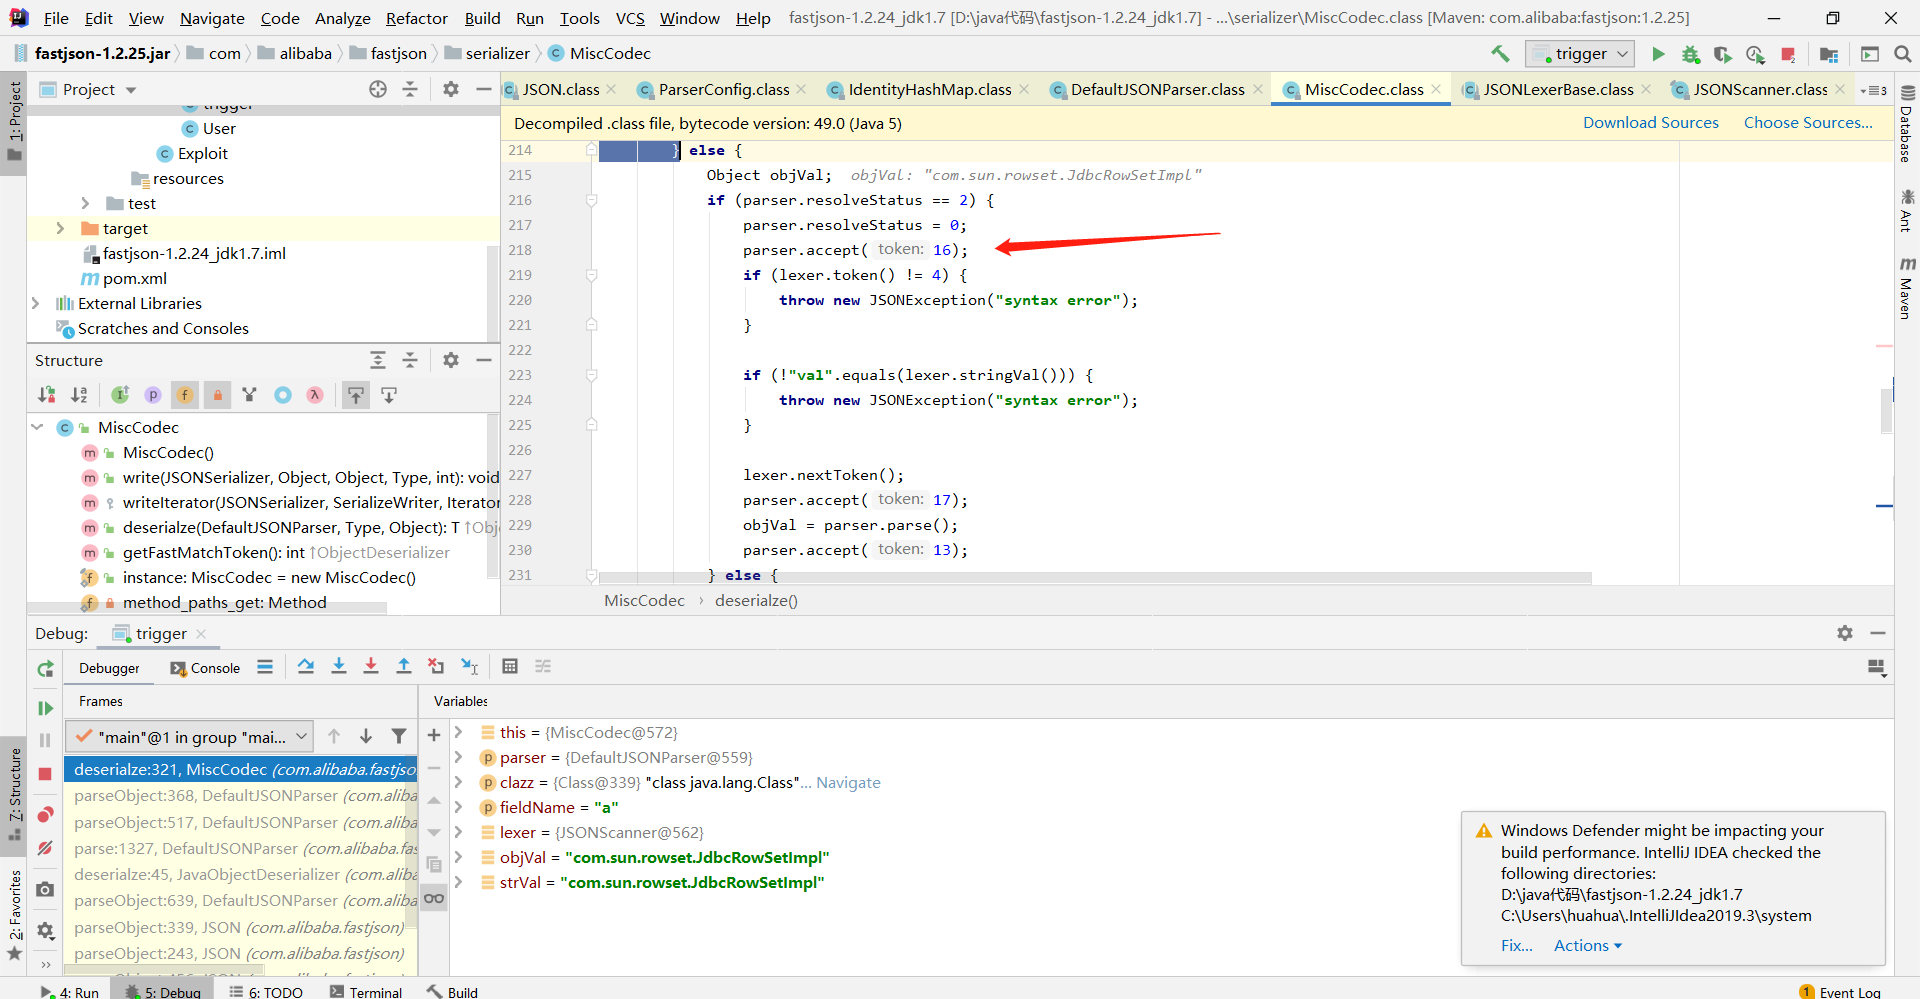 File Edit View Navigate Code Analyze Refactor Build Run Tools VCS Window Help fastjson-1.2.24_jdk1.7 [D:\java代码\fastjson-1.2.24_jdk1.7] - ...\serializer\MiscCodec.class [Maven: com.alibaba:fastjson:1.2.25]
fastjson-1.2.25.jar com alibaba fastjson serializer MiscCodec trigger
Project JSON.class ParserConfig.class IdentityHashMap.class DefaultJSONParser.class MiscCodec.class JSONLexerBase.class JSONScanner.class 3
1: Project
trigger
User
Exploit
resources
test
target
fastjson-1.2.24_jdk1.7.iml
pom.xml
External Libraries
Scratches and Consoles
Decompiled .class file, bytecode version: 49.0 (Java 5) Download Sources Choose Sources...
214 } else {
215 Object objVal; objVal: "com.sun.rowset.JdbcRowSetImpl"
216 if (parser.resolveStatus == 2) {
217 parser.resolveStatus = 0;
218 parser.accept( token: 16);
219 if (lexer.token() != 4) {
220 throw new JSONException("syntax error");
221 }
222
223 if (!"val".equals(lexer.stringVal())) {
224 throw new JSONException("syntax error");
225 }
226
227 lexer.nextToken();
228 parser.accept( token: 17);
229 objVal = parser.parse();
230 parser.accept( token: 13);
231 } else {
MiscCodec › deserialze()
Database
Ant
Maven
Structure
MiscCodec
MiscCodec()
write(JSONSerializer, Object, Object, Type, int): void
writeIterator(JSONSerializer, SerializeWriter, Iterator
deserialze(DefaultJSONParser, Type, Object): T ↑Obj
getFastMatchToken(): int ↑ObjectDeserializer
instance: MiscCodec = new MiscCodec()
method_paths_get: Method
Debug: trigger
Debugger Console
Frames Variables
"main"@1 in group "mai...
deserialze:321, MiscCodec (com.alibaba.fastjso
parseObject:368, DefaultJSONParser (com.aliba
parseObject:517, DefaultJSONParser (com.aliba
parse:1327, DefaultJSONParser (com.alibaba.fas
deserialze:45, JavaObjectDeserializer (com.aliba
parseObject:639, DefaultJSONParser (com.aliba
parseObject:339, JSON (com.alibaba.fastjson)
parseObject:243, JSON (com.alibaba.fastjson)
this = {MiscCodec@572}
parser = {DefaultJSONParser@559}
clazz = {Class@339} "class java.lang.Class"... Navigate
fieldName = "a"
lexer = {JSONScanner@562}
objVal = "com.sun.rowset.JdbcRowSetImpl"
strVal = "com.sun.rowset.JdbcRowSetImpl"
7: Structure
2: Favorites
Windows Defender might be impacting your
build performance. IntelliJ IDEA checked the
following directories:
D:\java代码\fastjson-1.2.24_jdk1.7
C:\Users\huahua\.IntelliJIdea2019.3\system
Fix... Actions
4: Run 5: Debug 6: TODO Terminal Build 1 Event Log